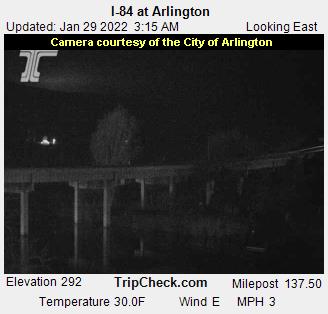 I-84 at Arlington
Updated: Jan 29 2022 3:15 AM Looking East
Camera courtesy of the City of Arlington
Elevation 292 TripCheck.com Milepost 137.50
Temperature 30.0F Wind E MPH 3